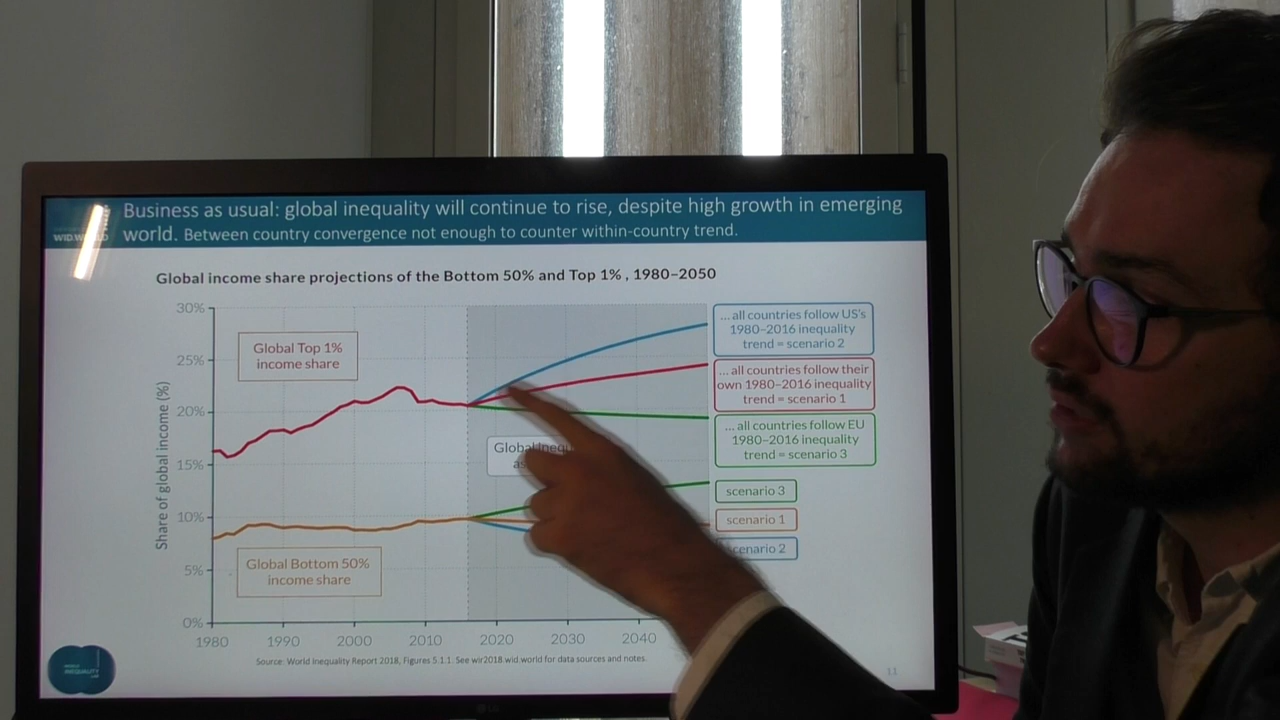 Business as usual: global inequality will continue to rise, despite high growth in emerging
world. Between country convergence not enough to counter within-country trend.
Global income share projections of the Bottom 50% and Top 1% , 1980–2050
Share of global income (%)
30%
25%
20%
15%
10%
5%
0%
Global Top 1%
income share
Global Bottom 50%
income share
Global
... all countries follow US's
1980–2016 inequality
trend = scenario 2
... all countries follow their
own 1980–2016 inequality
trend = scenario 1
... all countries follow EU
1980–2016 inequality
trend = scenario 3
scenario 3
scenario 1
scenario 2
1980
1990
2000
2010
2020
2030
2040
Source: World Inequality Report 2018, Figures 5.1.1. See wir2018.wid.world for data sources and notes.
WORLD
INEQUALITY
LAB
11
LG